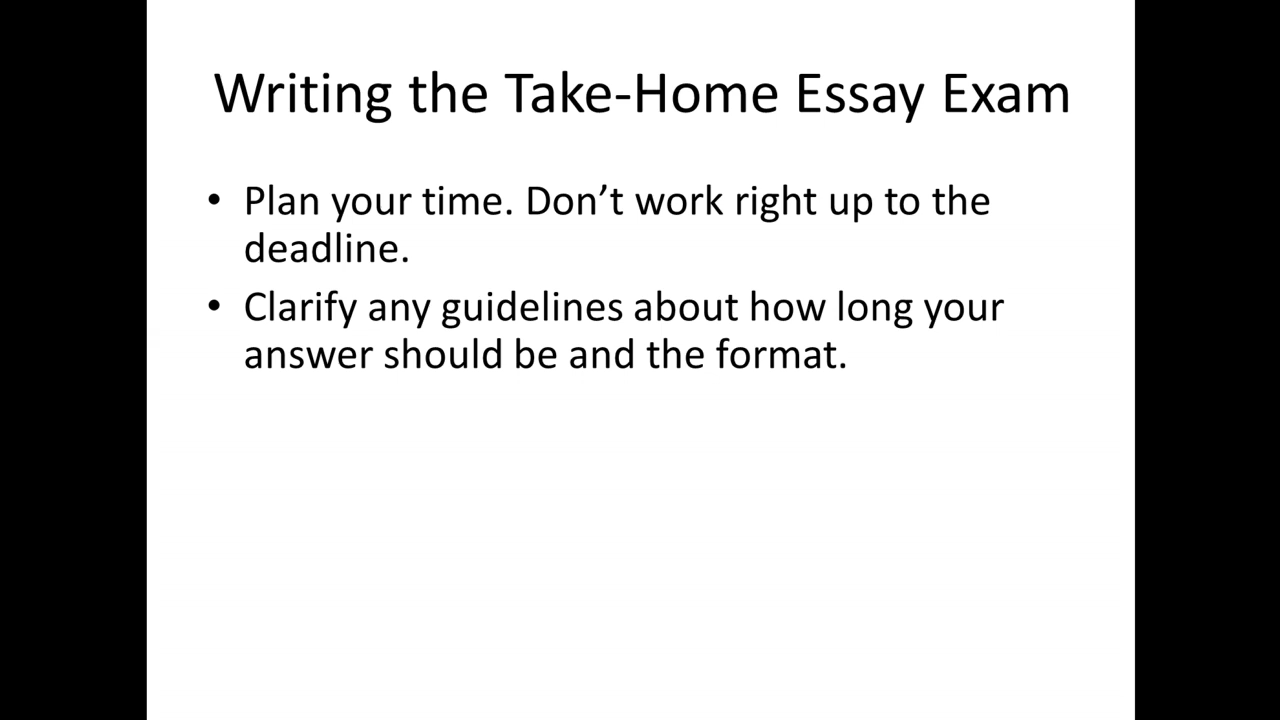 Writing the Take-Home Essay Exam
• Plan your time. Don’t work right up to the
deadline.
• Clarify any guidelines about how long your
answer should be and the format.